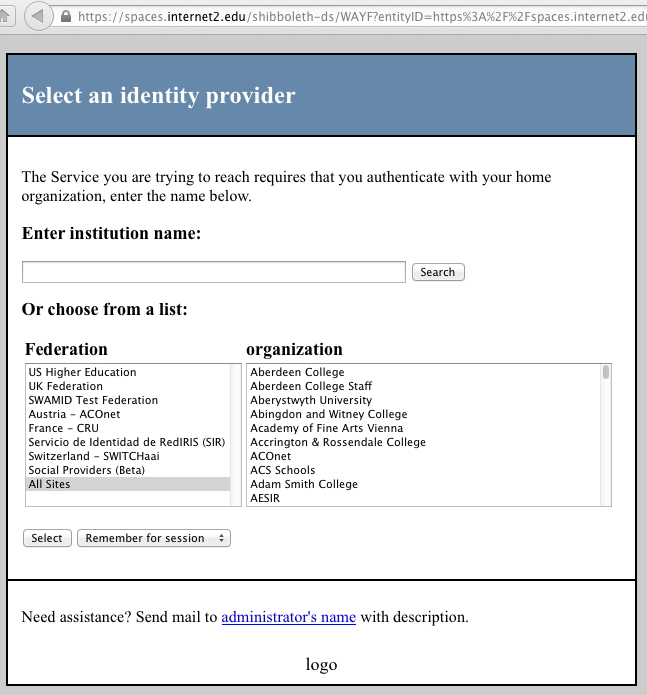 https://spaces.internet2.edu/shibboleth-ds/WAYF?entityID=https%3A%2F%2Fspaces.internet2.edu
Select an identity provider
The Service you are trying to reach requires that you authenticate with your home
organization, enter the name below.
Enter institution name:
Search
Or choose from a list:
Federation
organization
US Higher Education
UK Federation
SWAMID Test Federation
Austria - ACOnet
France - CRU
Servicio de Identidad de RedIRIS (SIR)
Switzerland - SWITCHaai
Social Providers (Beta)
All Sites
Aberdeen College
Aberdeen College Staff
Aberystwyth University
Abingdon and Witney College
Academy of Fine Arts Vienna
Accrington & Rossendale College
ACOnet
ACS Schools
Adam Smith College
AESIR
Select
Remember for session
Need assistance? Send mail to administrator's name with description.
logo